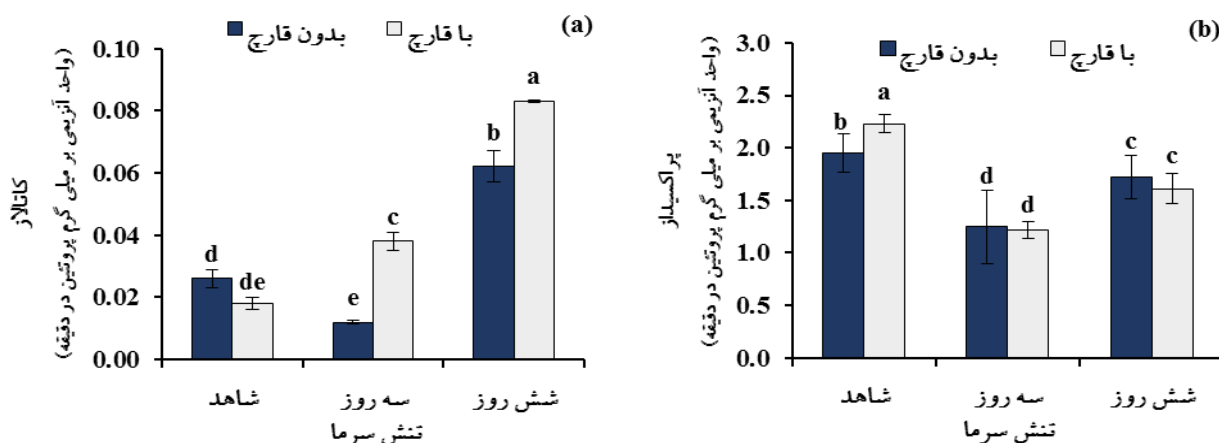 بدون قارچ
با قارچ
(a)
کاتالاز
(واحد آنزیمی بر میلی گرم پروتئین در دقیقه)
0.10
0.08
0.06
0.04
0.02
0.00
d
de
e
c
b
a
شاهد
سه روز
شش روز
تنش سرما
بدون قارچ
با قارچ
(b)
پراکسیداز
(واحد آنزیمی بر میلی گرم پروتئین در دقیقه)
3.0
2.5
2.0
1.5
1.0
0.5
0.0
b
a
d
d
c
c
شاهد
سه روز
شش روز
تنش سرما